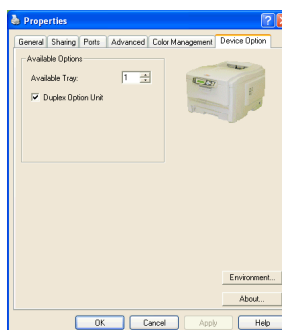 Properties
General Sharing Ports Advanced Color Management Device Option
Available Options
Available Tray: 1
Duplex Option Unit
Environment...
About...
OK Cancel Apply Help